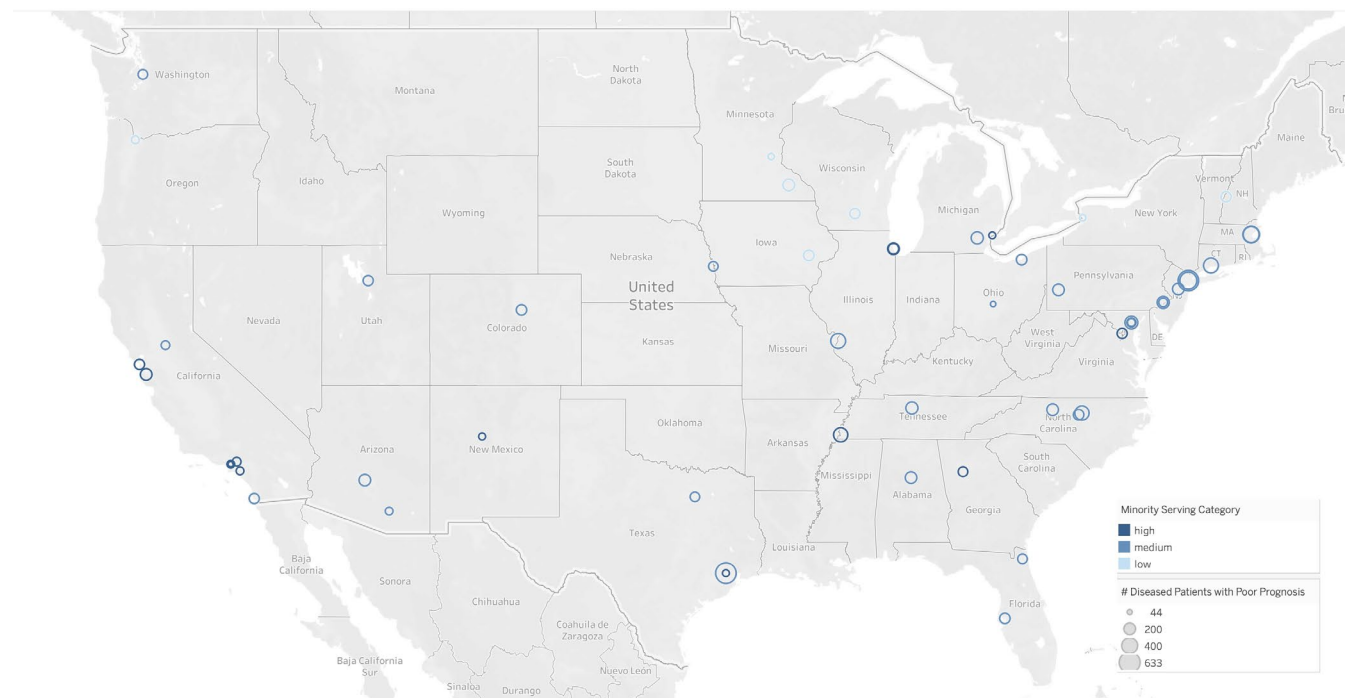 Washington
Montana
North
Dakota
Minnesota
Maine
Bru
Oregon
Idaho
South
Dakota
Wisconsin
Michigan
Vermont
NH
New York
MA
CT
RI
Wyoming
Iowa
Nebraska
United
States
Nevada
Utah
Colorado
Kansas
Illinois
Indiana
Ohio
Pennsylvania
NJ
West
Virginia
DE
Virginia
Missouri
Kentucky
California
Arizona
New Mexico
Oklahoma
Arkansas
Tennessee
North
Carolina
South
Carolina
Mississippi
Alabama
Georgia
Texas
Louisiana
Baja
California
Sonora
Chihuahua
Coahuila de
Zaragoza
Florida
Baja California
Sur
Nuevo León
Sinaloa
Durango
Minority Serving Category
high
medium
low
# Diseased Patients with Poor Prognosis
44
200
400
633